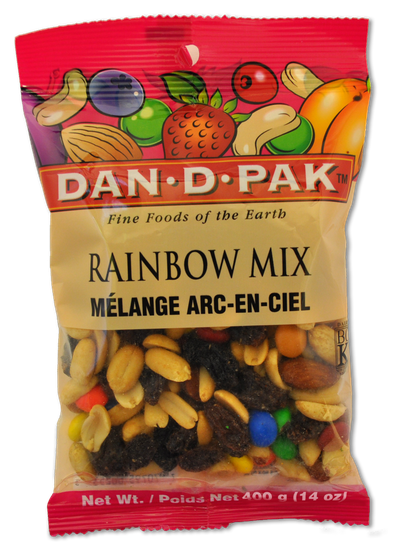 DAN·D·PAK™
Fine Foods of the Earth
RAINBOW MIX
MÉLANGE ARC-EN-CIEL
Net Wt. / Poids Net 400 g (14 oz)